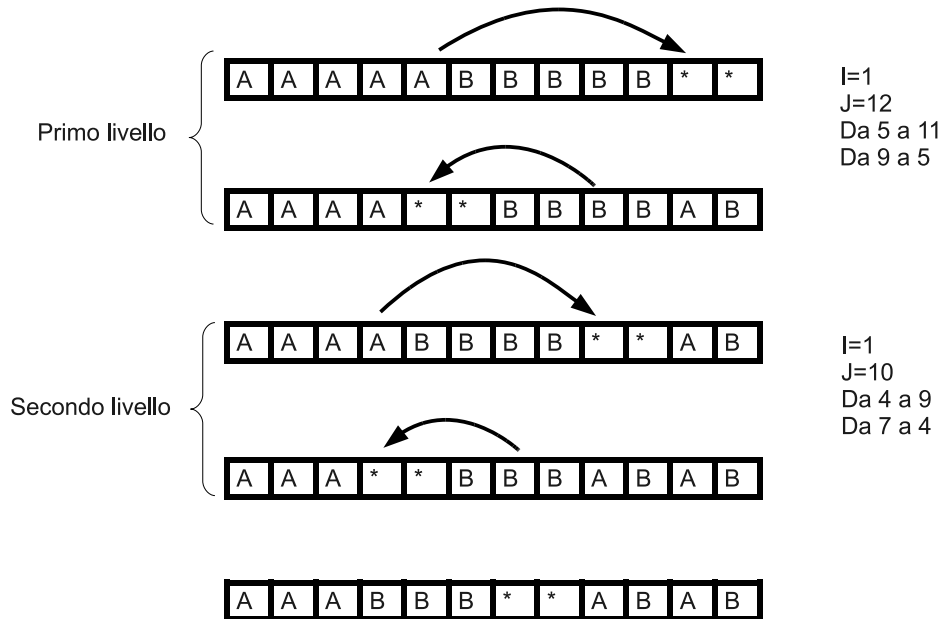 A A A A A B B B B B * *
I=1
J=12
Da 5 a 11
Da 9 a 5
Primo livello
A A A A * * B B B B A B
A A A A B B B B * * A B
I=1
J=10
Da 4 a 9
Da 7 a 4
Secondo livello
A A A * * B B B A B A B
A A A B B B * * A B A B